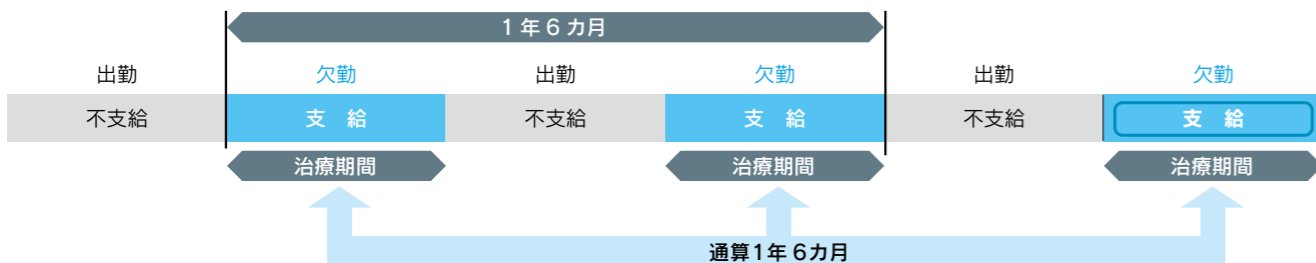 1年6カ月
出勤 欠勤 出勤 欠勤 出勤 欠勤
不支給 支 給 不支給 支 給 不支給 支 給
治療期間 治療期間 治療期間
通算1年6カ月